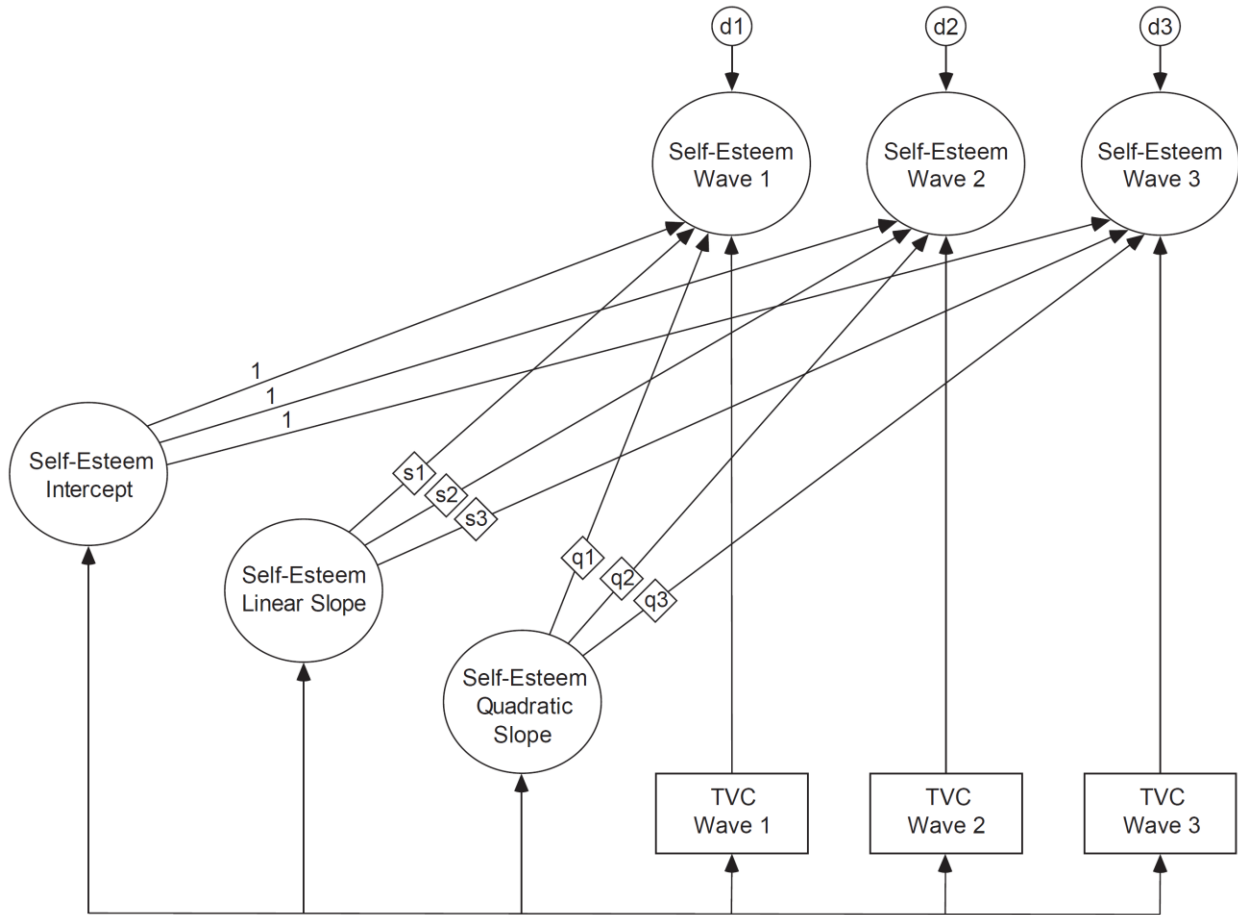 d1
d2
d3
Self-Esteem
Wave 1
Self-Esteem
Wave 2
Self-Esteem
Wave 3
1
1
1
Self-Esteem
Intercept
s1
s2
s3
Self-Esteem
Linear Slope
q1
q2
q3
Self-Esteem
Quadratic
Slope
TVC
Wave 1
TVC
Wave 2
TVC
Wave 3